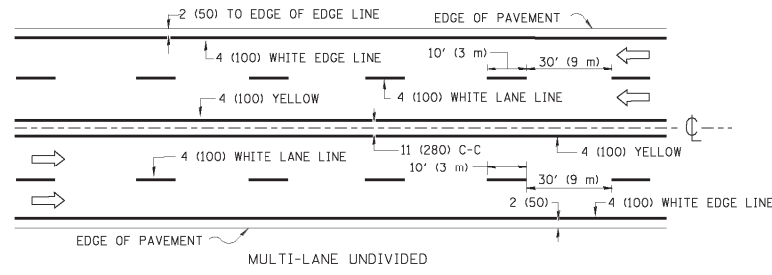 2 (50) TO EDGE OF EDGE LINE
EDGE OF PAVEMENT
4 (100) WHITE EDGE LINE
10' (3 m)
30' (9 m)
4 (100) YELLOW
4 (100) WHITE LANE LINE
CL
4 (100) WHITE LANE LINE
11 (280) C-C
4 (100) YELLOW
10' (3 m)
30' (9 m)
2 (50)
4 (100) WHITE EDGE LINE
EDGE OF PAVEMENT
MULTI-LANE UNDIVIDED